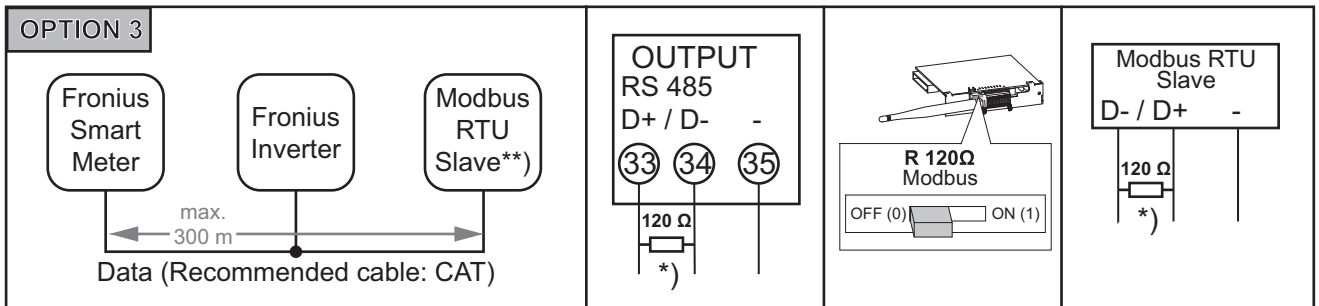 OPTION 3
Fronius
Smart
Meter
Fronius
Inverter
Modbus
RTU
Slave**)
max.
300 m
Data (Recommended cable: CAT)
OUTPUT
RS 485
D+ / D- -
33 34 35
120 Ω
*)
R 120Ω
Modbus
OFF (0) ON (1)
Modbus RTU
Slave
D- / D+ -
120 Ω
*)